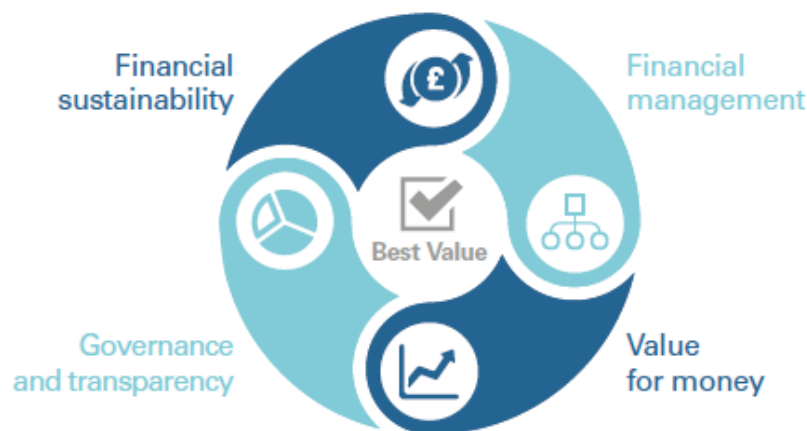 Financial
sustainability
£
Financial
management
Best Value
Governance
and transparency
Value
for money